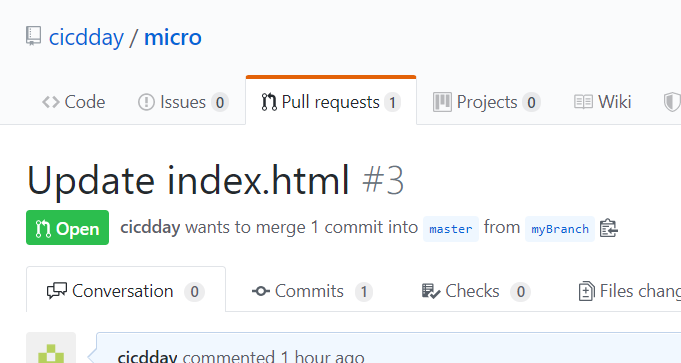 cicdday / micro
Code Issues 0 Pull requests 1 Projects 0 Wiki
Update index.html #3
Open cicdday wants to merge 1 commit into master from myBranch
Conversation 0 Commits 1 Checks 0 Files chang
cicdday commented 1 hour ago